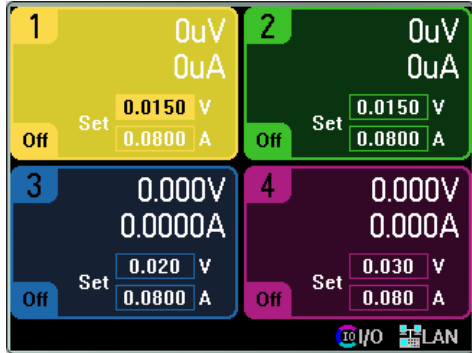 1
0uV
0uA
Set 0.0150 V
0.0800 A
Off
2
0uV
0uA
Set 0.0150 V
0.0800 A
Off
3
0.000V
0.0000A
Set 0.020 V
0.0800 A
Off
4
0.000V
0.000A
Set 0.030 V
0.080 A
Off
IO I/O LAN